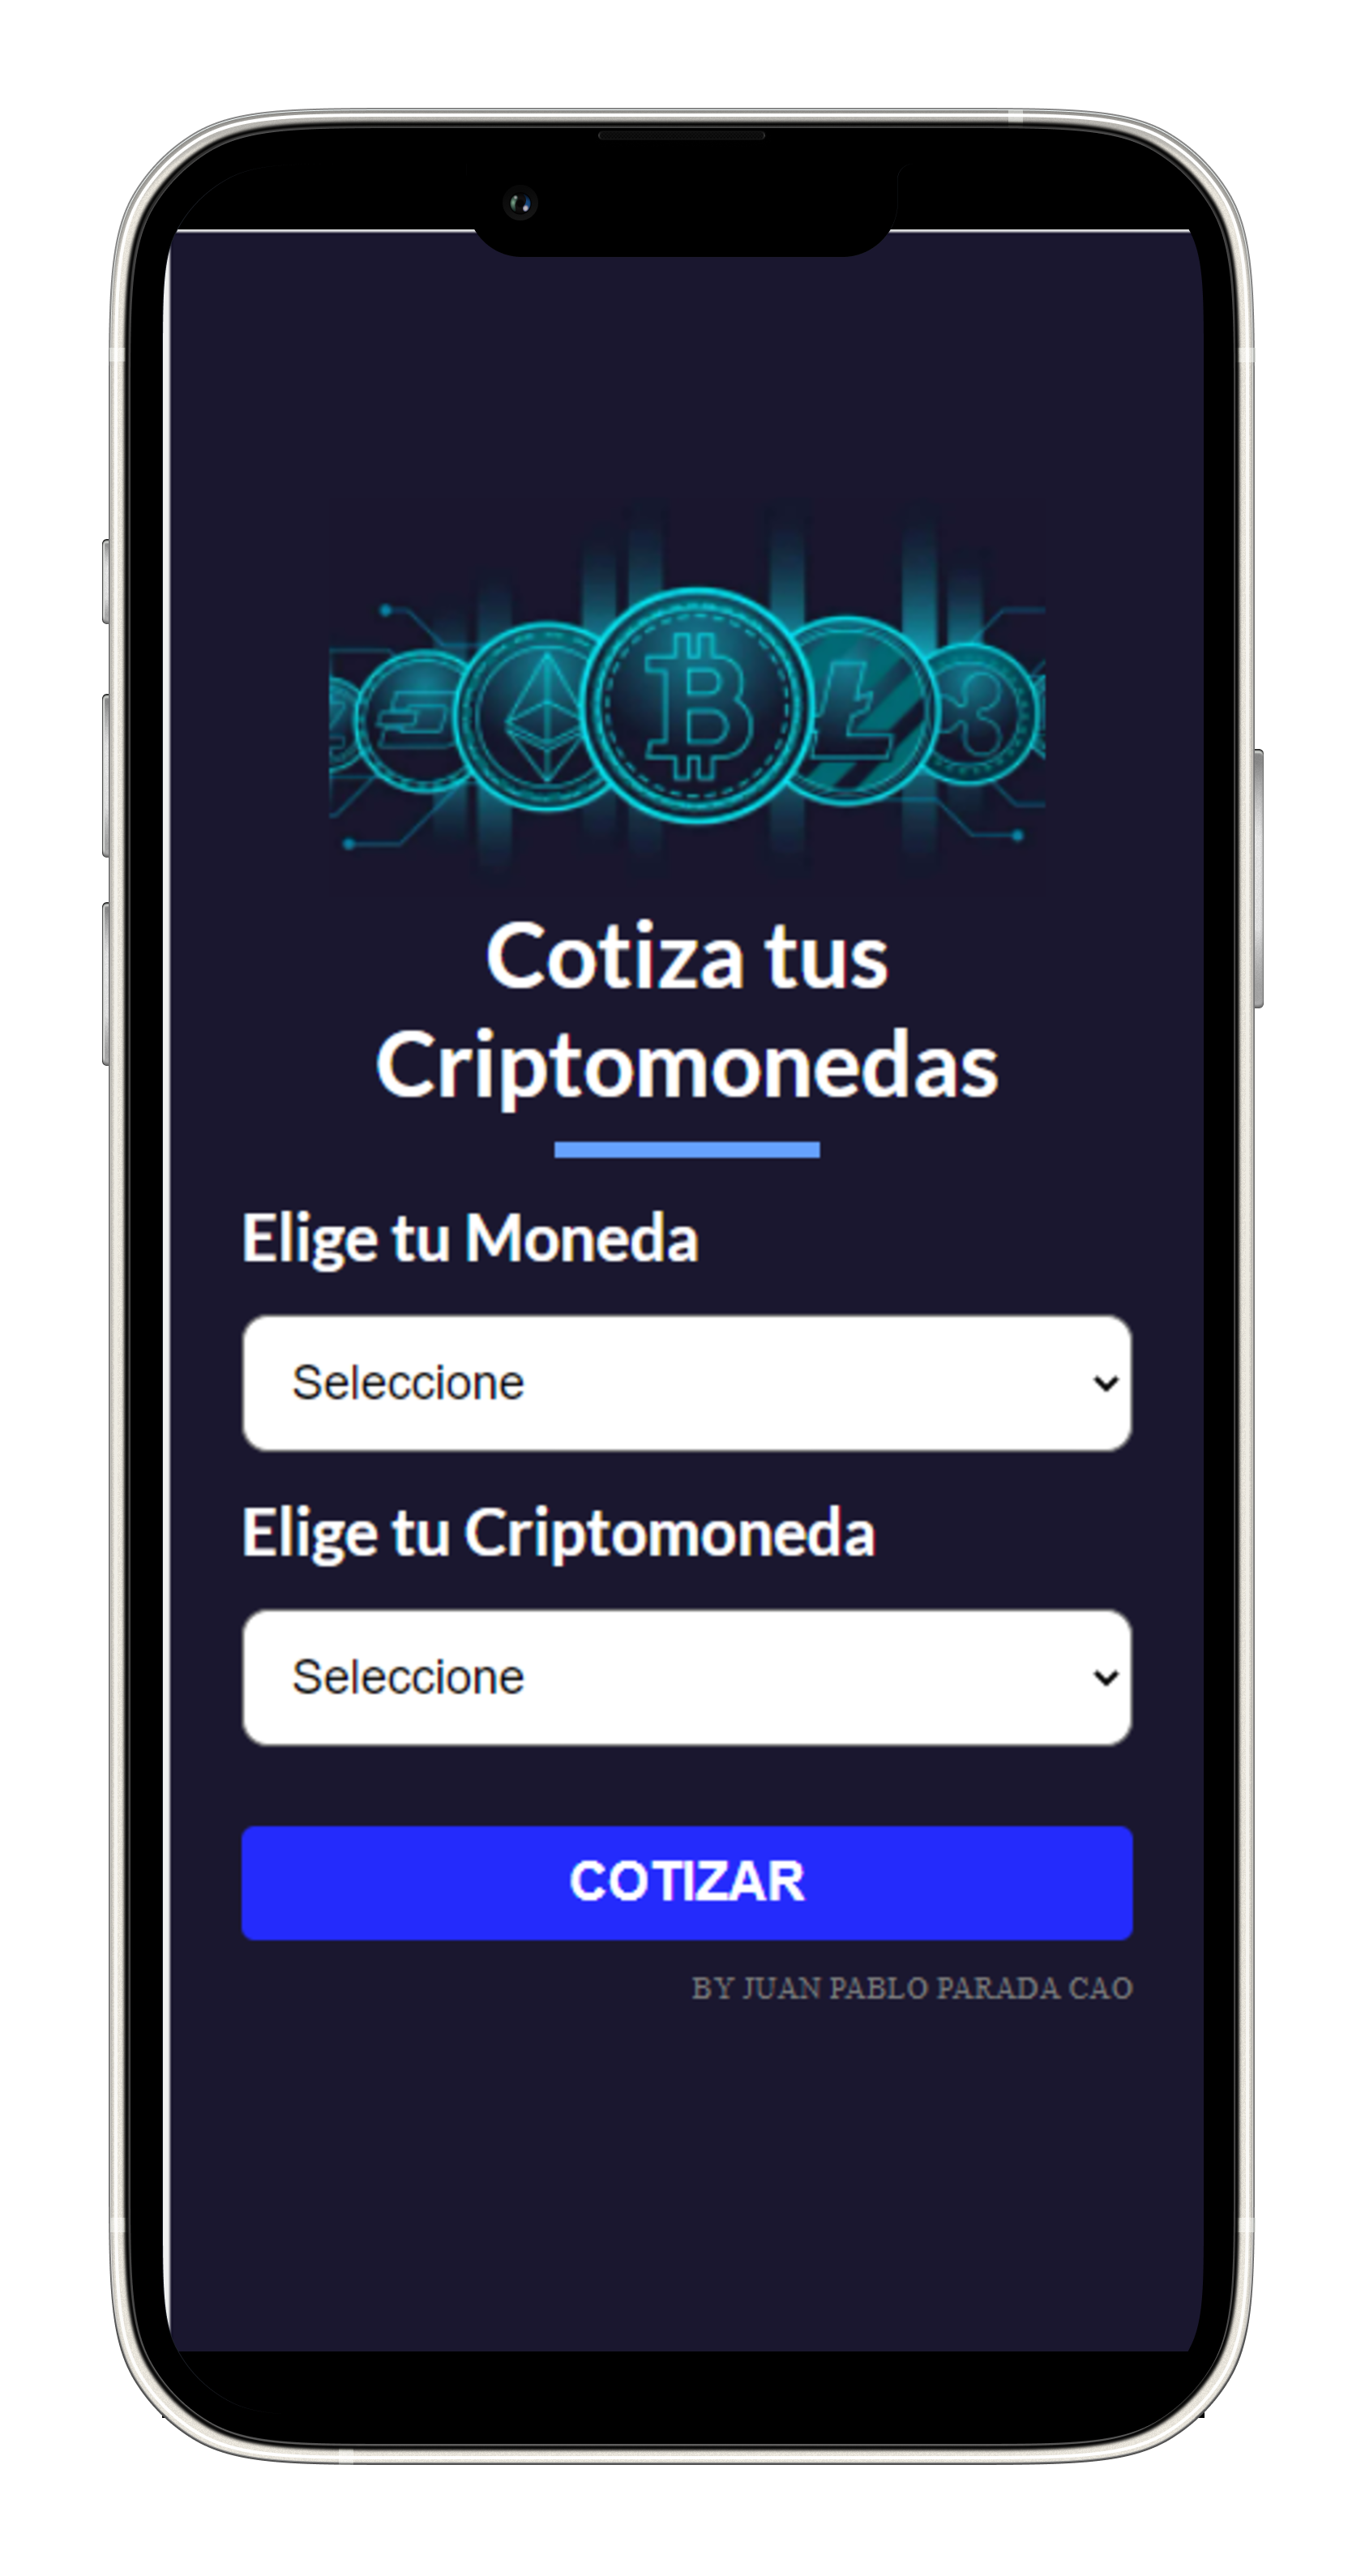 Cotiza tus
Criptomonedas
Elige tu Moneda
Seleccione
Elige tu Criptomoneda
Seleccione
COTIZAR
BY JUAN PABLO PARADA CAO